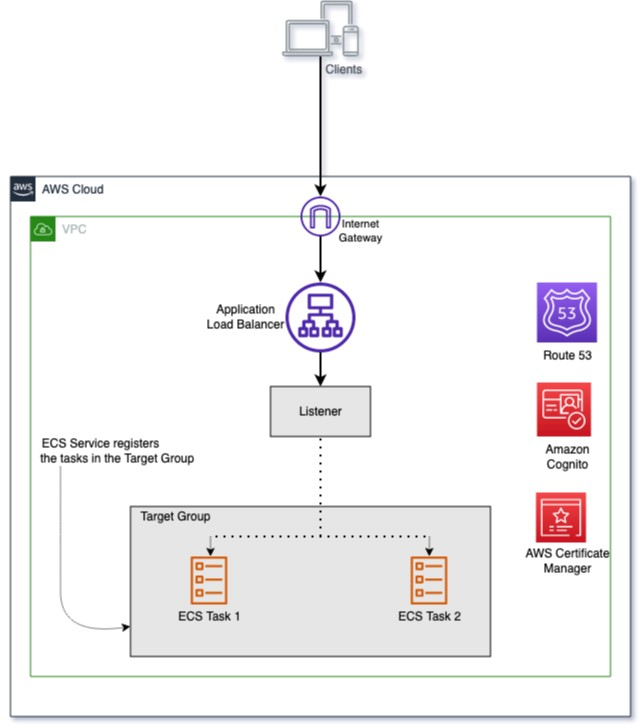 Clients
aws
AWS Cloud
VPC
Internet
Gateway
Application
Load Balancer
53
Route 53
Listener
Amazon
Cognito
ECS Service registers
the tasks in the Target Group
Target Group
AWS Certificate
Manager
ECS Task 1
ECS Task 2